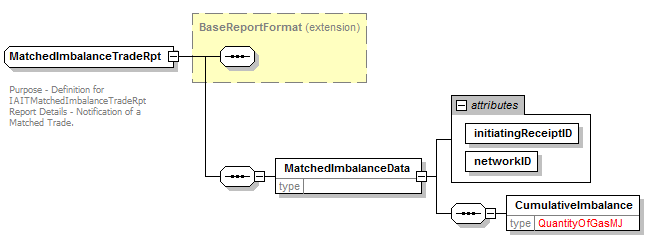 BaseReportFormat (extension)
MatchedImbalanceTradeRpt
Purpose - Definition for
IAITMatchedImbalanceTradeRpt
Report Details - Notification of a
Matched Trade.
attributes
initiatingReceiptID
networkID
MatchedImbalanceData
type
CumulativeImbalance
type QuantityOfGasMJ